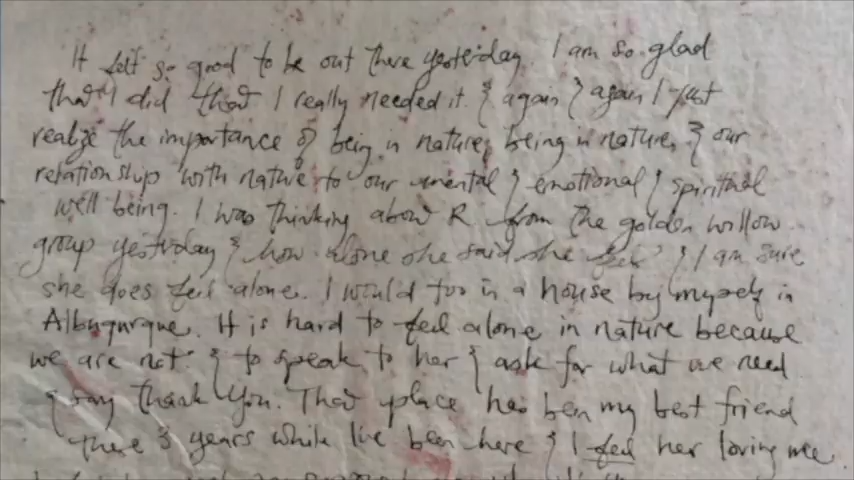 It felt so good to be out there yesterday. I am so glad
that I did that I really needed it. & again & again I just
realize the importance of being in nature, being in nature, & our
relationship with nature to our mental & emotional & spiritual
well being. I was thinking about R from the golden willow
group yesterday & how alone she said she feels & I am sure
she does feel alone. I would too in a house by myself in
Albuqurque. It is hard to feel alone in nature because
we are not. & to speak to her & ask for what we need
& say thank you. That place has been my best friend
these 3 years while I've been here & I feel her loving me.